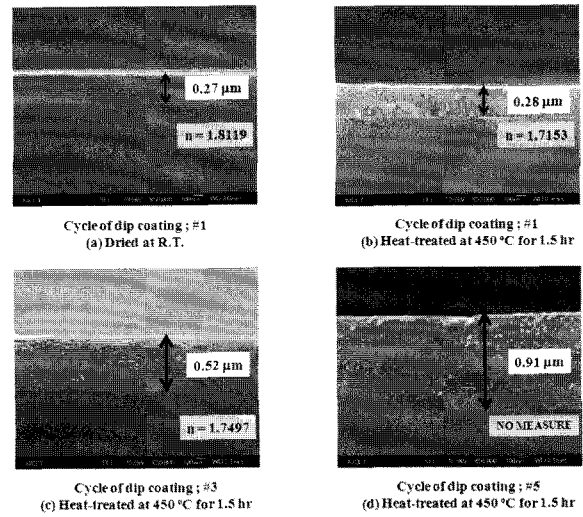 0.27 μm
n = 1.8119
Cycle of dip coating ; #1
(a) Dried at R.T.
0.28 μm
n = 1.7153
Cycle of dip coating ; #1
(b) Heat-treated at 450 °C for 1.5 hr
0.52 μm
n = 1.7497
Cycle of dip coating ; #3
(c) Heat-treated at 450 °C for 1.5 hr
0.91 μm
NO MEASURE
Cycle of dip coating ; #5
(d) Heat-treated at 450 °C for 1.5 hr